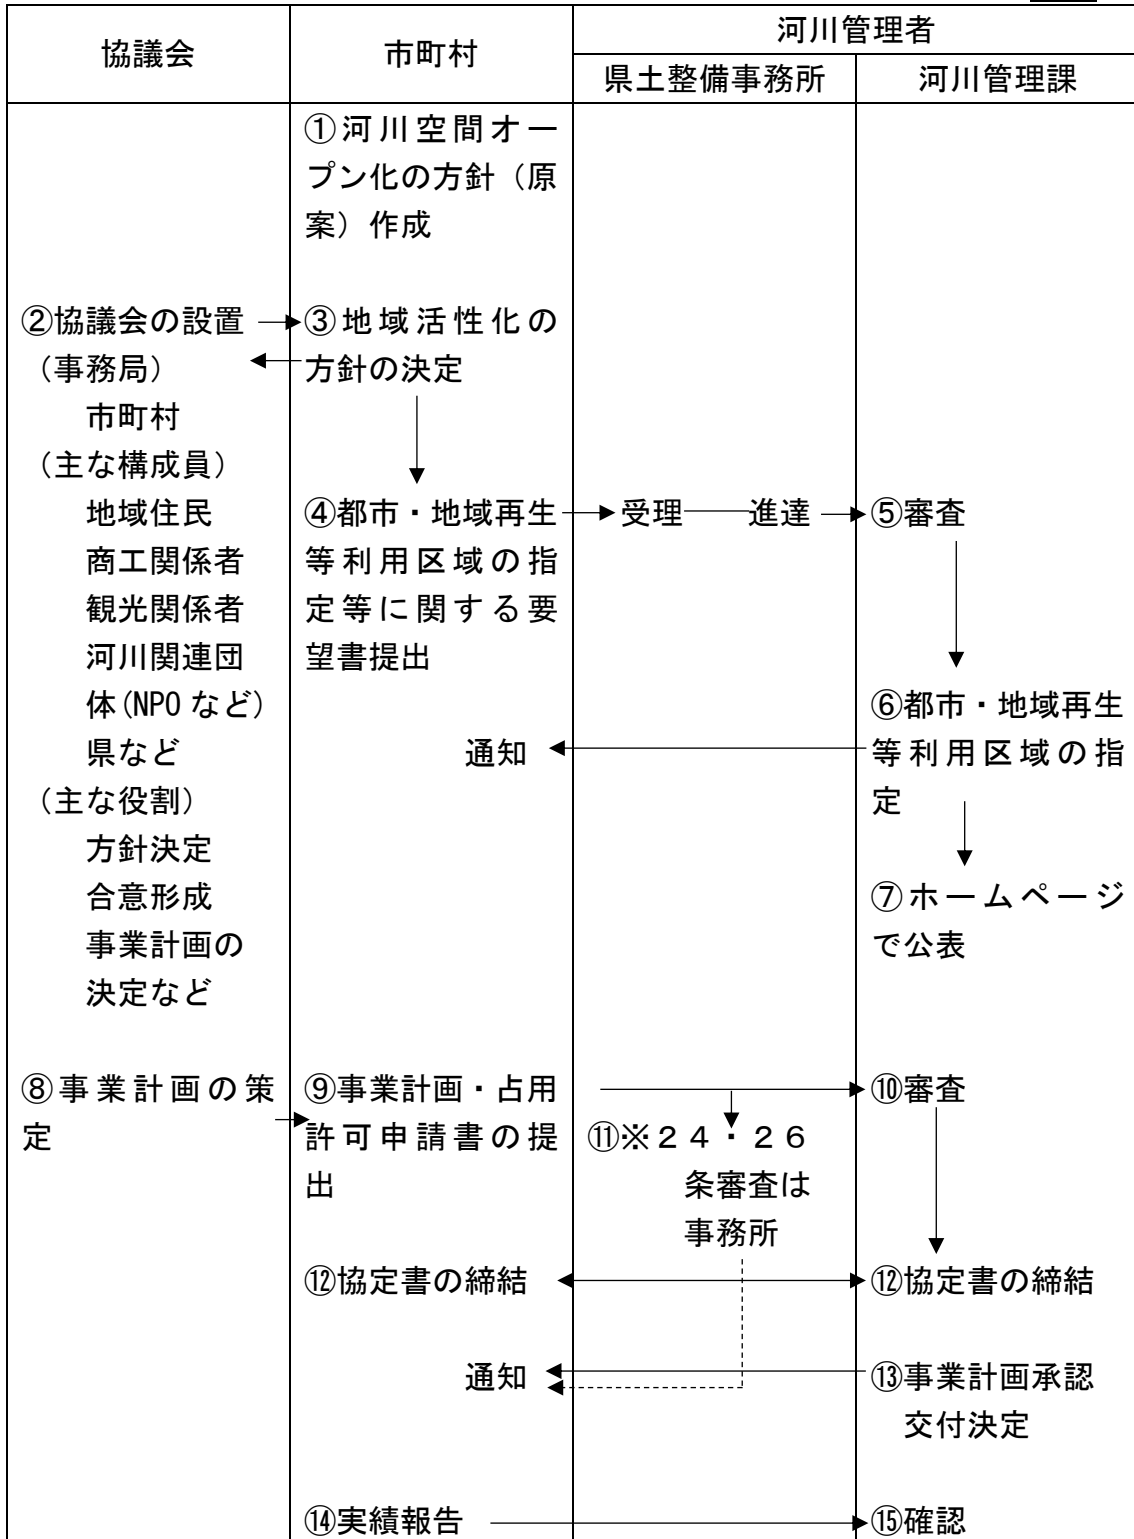 協議会
市町村
河川管理者
県土整備事務所
河川管理課
①河川空間オー
プン化の方針（原
案）作成
②協議会の設置
（事務局）
市町村
（主な構成員）
地域住民
商工関係者
観光関係者
河川関連団
体(NPOなど)
県など
（主な役割）
方針決定
合意形成
事業計画の
決定など
③地域活性化の
方針の決定
④都市・地域再生
等利用区域の指
定等に関する要
望書提出
受理
進達
⑤審査
⑥都市・地域再生
等利用区域の指
定
通知
⑦ホームページ
で公表
⑧事業計画の策
定
⑨事業計画・占用
許可申請書の提
出
⑩審査
⑪※２４・２６
条審査は
事務所
⑫協定書の締結
⑫協定書の締結
通知
⑬事業計画承認
交付決定
⑭実績報告
⑮確認